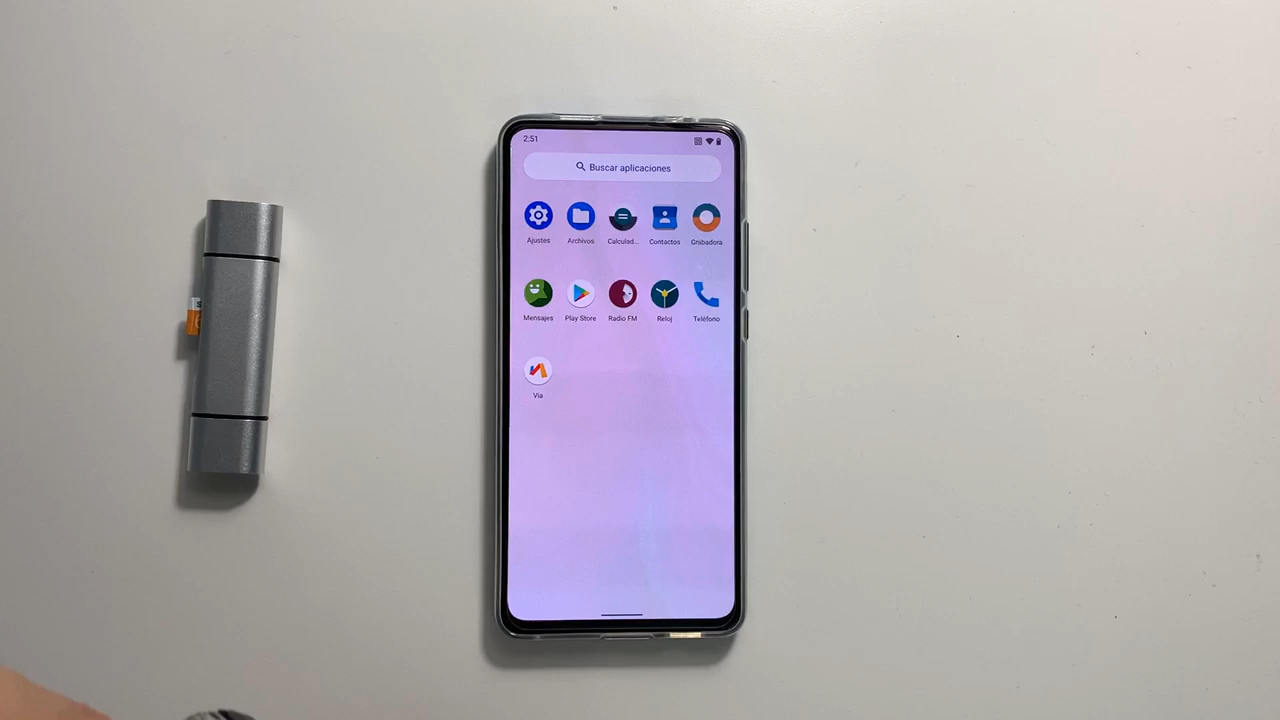 2:51
Buscar aplicaciones
Ajustes Archivos Calculad... Contactos Grabadora
Mensajes Play Store Radio FM Reloj Teléfono
Via